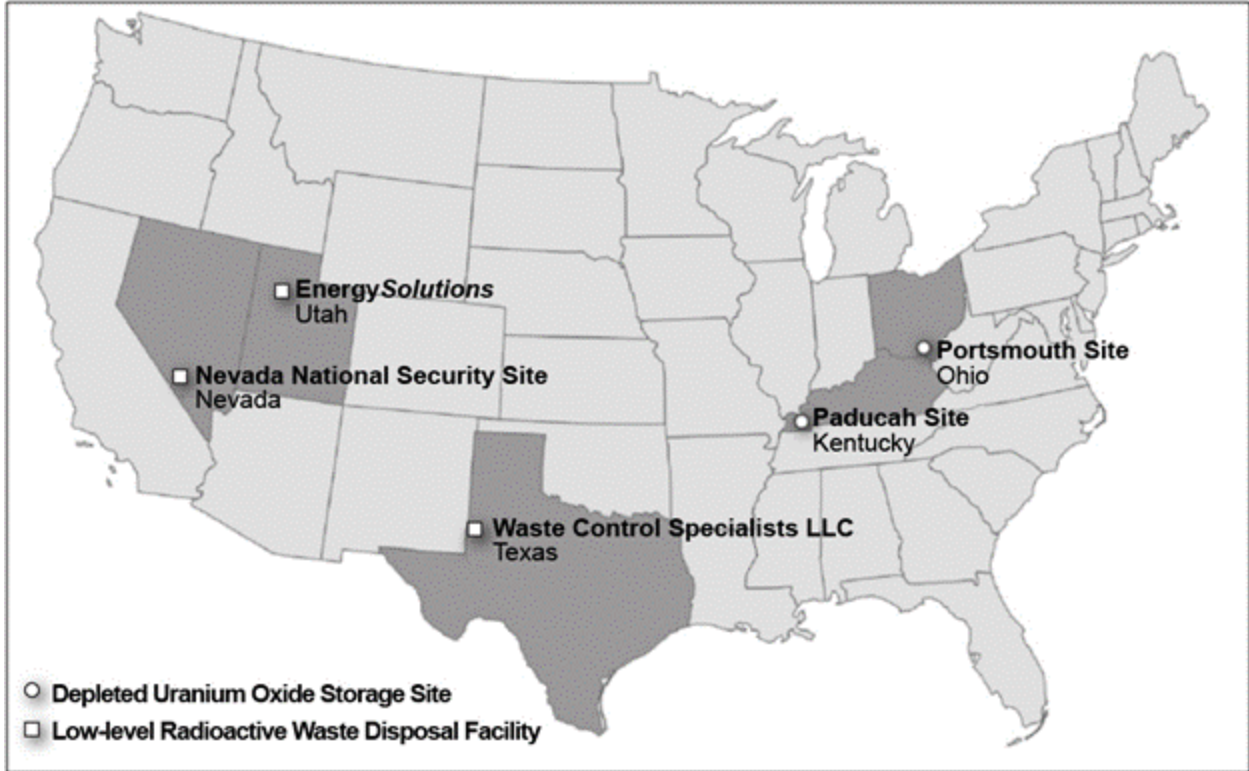 EnergySolutions
Utah
Nevada National Security Site
Nevada
Portsmouth Site
Ohio
Paducah Site
Kentucky
Waste Control Specialists LLC
Texas
Depleted Uranium Oxide Storage Site
Low-level Radioactive Waste Disposal Facility